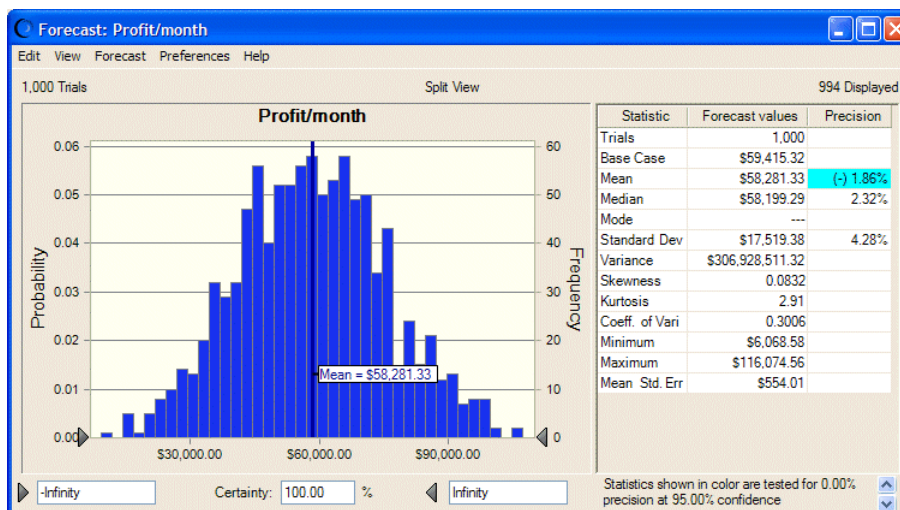 Forecast: Profit/month
Edit View Forecast Preferences Help
1,000 Trials Split View 994 Displayed
Profit/month
0.06
0.05
0.04
0.03
0.02
0.01
0.00
Probability
60
50
40
30
20
10
0
Frequency
Mean = $58,281.33
$30,000.00 $60,000.00 $90,000.00
Statistic Forecast values Precision
Trials 1,000
Base Case $59,415.32
Mean $58,281.33 (-) 1.86%
Median $58,199.29 2.32%
Mode ---
Standard Dev $17,519.38 4.28%
Variance $306,928,511.32
Skewness 0.0832
Kurtosis 2.91
Coeff. of Vari 0.3006
Minimum $6,068.58
Maximum $116,074.56
Mean Std. Err $554.01
-Infinity Certainty: 100.00 % Infinity
Statistics shown in color are tested for 0.00%
precision at 95.00% confidence